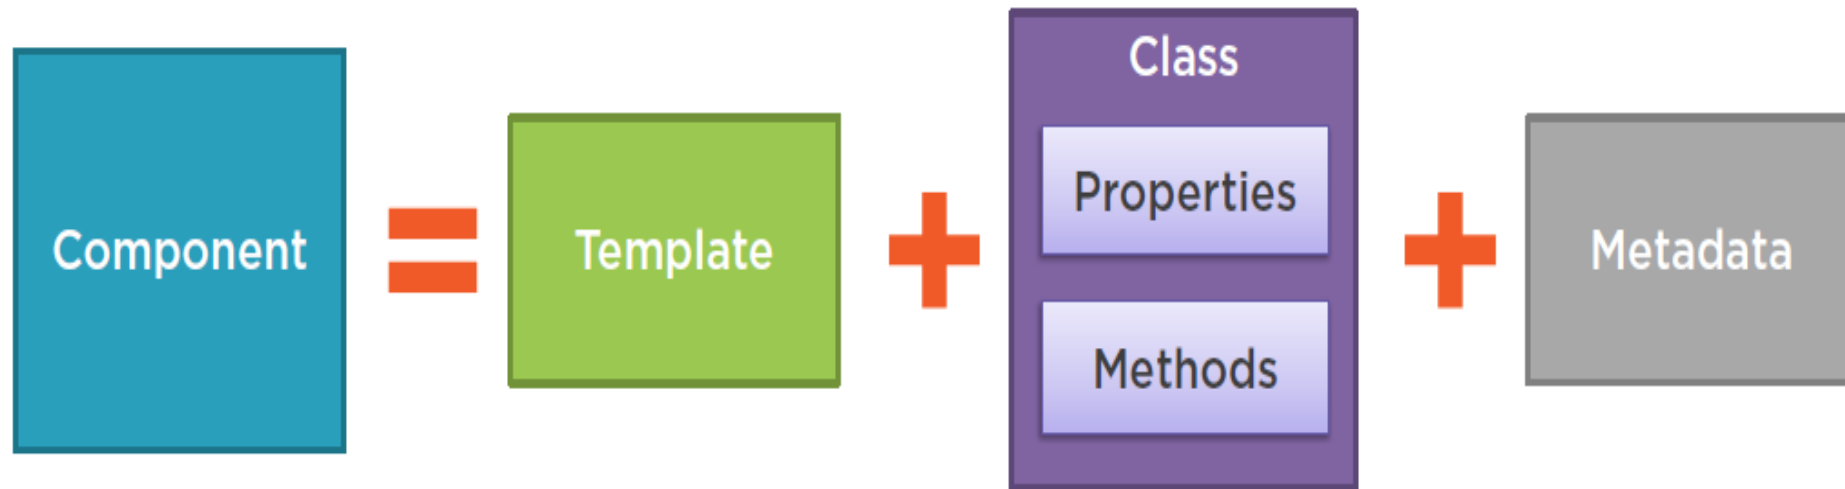 Component
=
Template
+
Class
Properties
Methods
+
Metadata